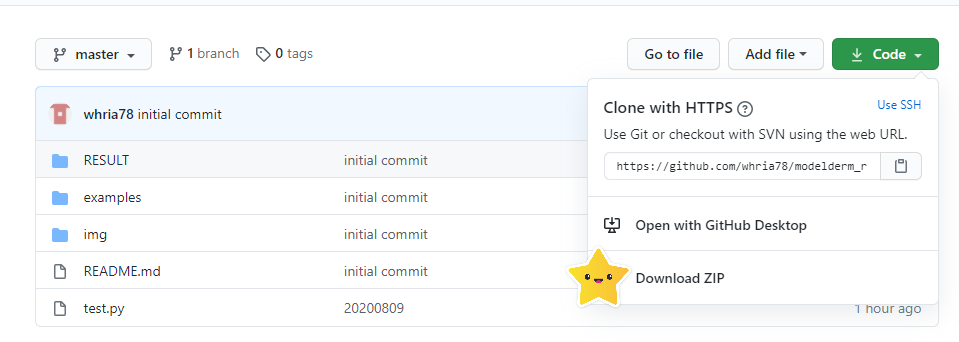 master
1 branch
0 tags
Go to file
Add file
Code
whria78 initial commit
Clone with HTTPS
Use SSH
Use Git or checkout with SVN using the web URL.
https://github.com/whria78/modelderm_r
RESULT initial commit
examples initial commit
Open with GitHub Desktop
img initial commit
README.md initial commit
Download ZIP
test.py 20200809 1 hour ago